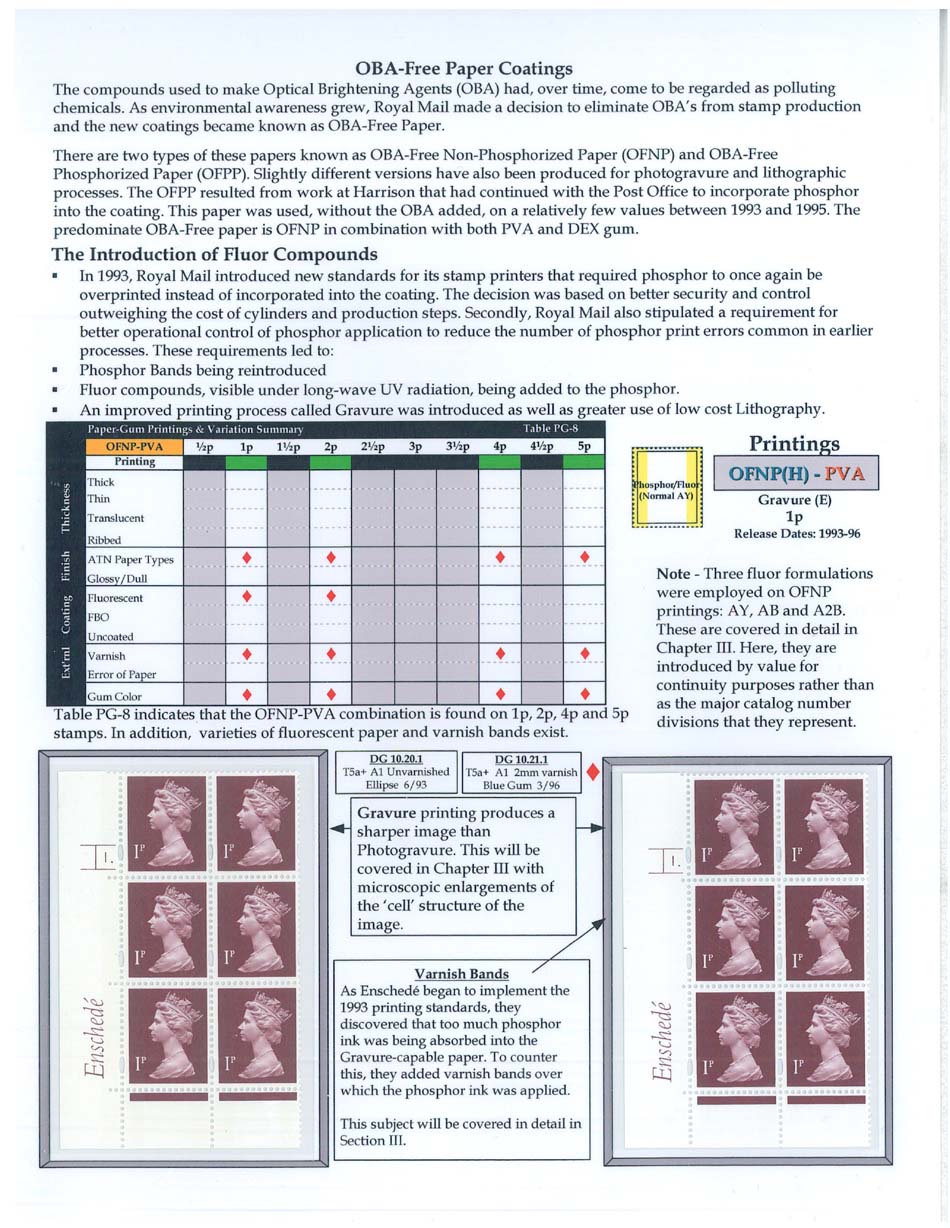 OBA-Free Paper Coatings
The compounds used to make Optical Brightening Agents (OBA) had, over time, come to be regarded as polluting
chemicals. As environmental awareness grew, Royal Mail made a decision to eliminate OBA's from stamp production
and the new coatings became known as OBA-Free Paper.
There are two types of these papers known as OBA-Free Non-Phosphorized Paper (OFNP) and OBA-Free
Phosphorized Paper (OFPP). Slightly different versions have also been produced for photogravure and lithographic
processes. The OFPP resulted from work at Harrison that had continued with the Post Office to incorporate phosphor
into the coating. This paper was used, without the OBA added, on a relatively few values between 1993 and 1995. The
predominate OBA-Free paper is OFNP in combination with both PVA and DEX gum.
The Introduction of Fluor Compounds
▪ In 1993, Royal Mail introduced new standards for its stamp printers that required phosphor to once again be
overprinted instead of incorporated into the coating. The decision was based on better security and control
outweighing the cost of cylinders and production steps. Secondly, Royal Mail also stipulated a requirement for
better operational control of phosphor application to reduce the number of phosphor print errors common in earlier
processes. These requirements led to:
▪ Phosphor Bands being reintroduced
▪ Fluor compounds, visible under long-wave UV radiation, being added to the phosphor.
▪ An improved printing process called Gravure was introduced as well as greater use of low cost Lithography.
Paper-Gum Printings & Variation Summary Table PG-8
OFNP-PVA ½p 1p 1½p 2p 2½p 3p 3½p 4p 4½p 5p
Printing
Thickness
Thick
Thin
Translucent
Ribbed
Finish
ATN Paper Types ♦ ♦ ♦ ♦
Glossy/Dull
Coating
Fluorescent ♦ ♦
FBO
Uncoated
Ext'rnl
Varnish ♦ ♦ ♦ ♦
Error of Paper
Gum Color ♦ ♦ ♦ ♦
Phosphor/Fluor
(Normal AY)
Printings
OFNP(H) - PVA
Gravure (E)
1p
Release Dates: 1993-96
Note - Three fluor formulations
were employed on OFNP
printings: AY, AB and A2B.
These are covered in detail in
Chapter III. Here, they are
introduced by value for
continuity purposes rather than
as the major catalog number
divisions that they represent.
Table PG-8 indicates that the OFNP-PVA combination is found on 1p, 2p, 4p and 5p
stamps. In addition, varieties of fluorescent paper and varnish bands exist.
DG 10.20.1
T5a+ A1 Unvarnished
Ellipse 6/93
DG 10.21.1
T5a+ A1 2mm varnish
Blue Gum 3/96
Gravure printing produces a
sharper image than
Photogravure. This will be
covered in Chapter III with
microscopic enlargements of
the 'cell' structure of the
image.
Varnish Bands
As Enschedé began to implement the
1993 printing standards, they
discovered that too much phosphor
ink was being absorbed into the
Gravure-capable paper. To counter
this, they added varnish bands over
which the phosphor ink was applied.
This subject will be covered in detail in
Section III.
1.
1P 1P
1P 1P
1P 1P
Enschedé
1.
1P 1P
1P 1P
1P 1P
Enschedé